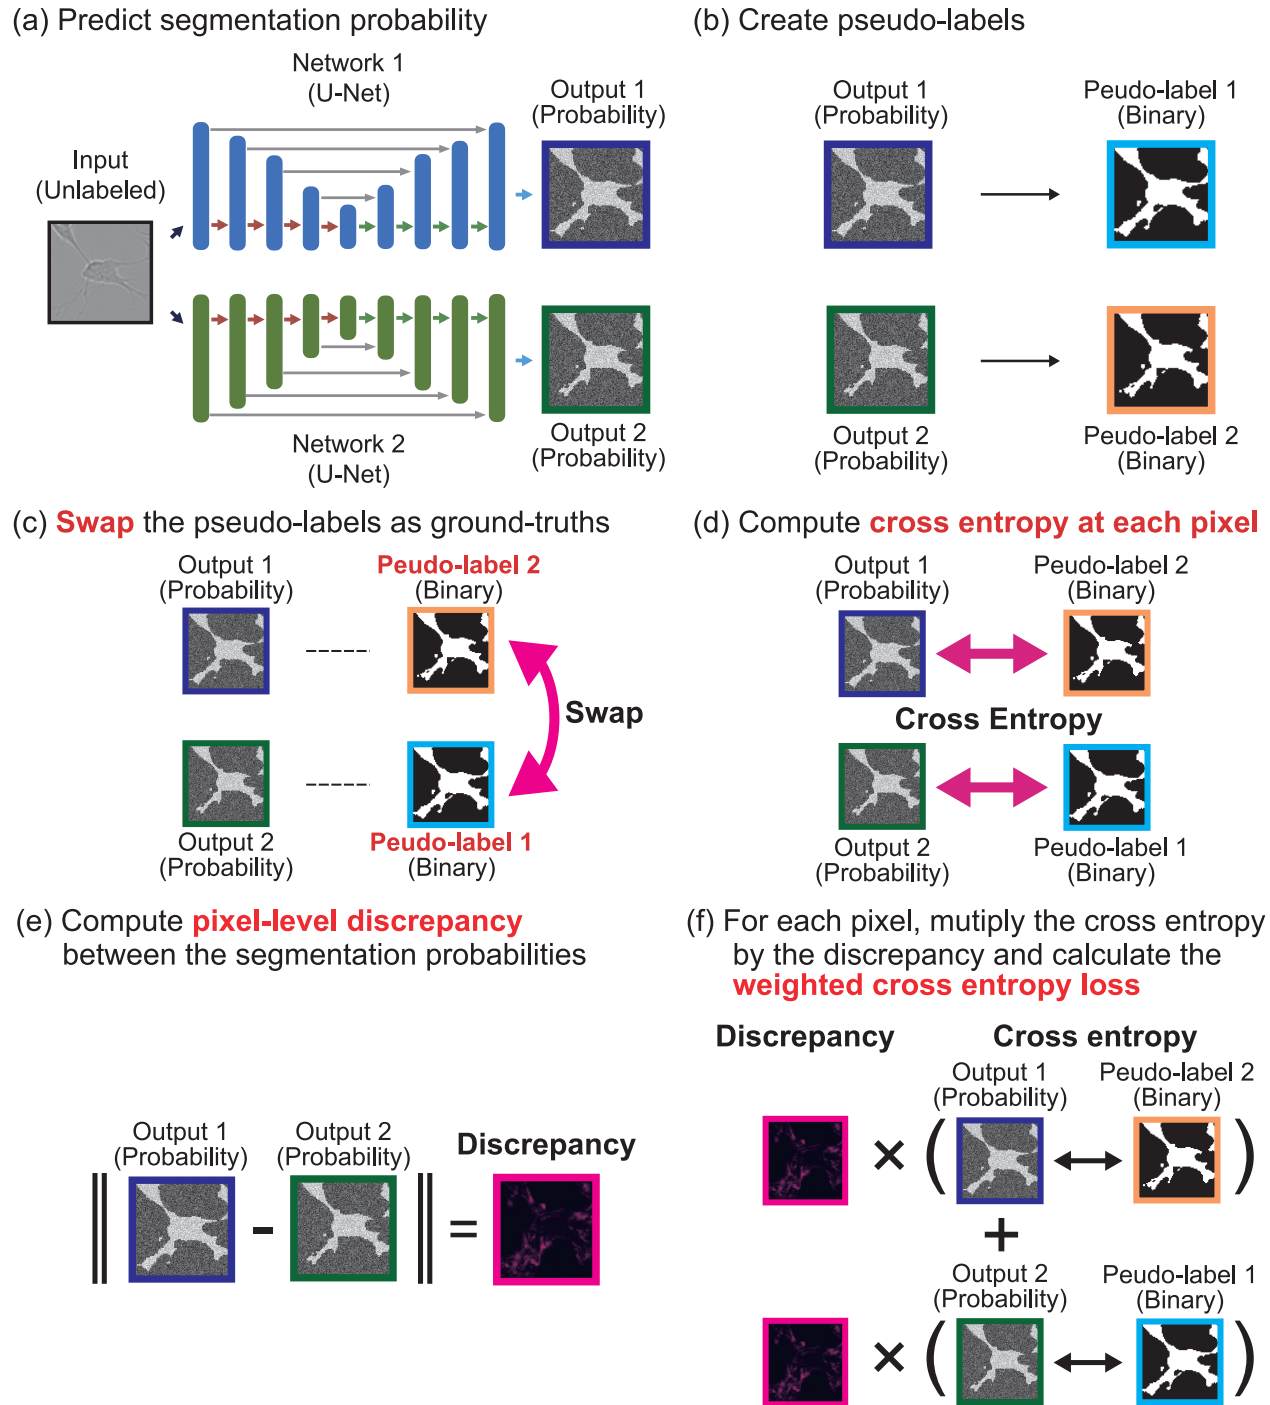 (a) Predict segmentation probability
Network 1
(U-Net)
Input
(Unlabeled)
Output 1
(Probability)
Network 2
(U-Net)
Output 2
(Probability)
(b) Create pseudo-labels
Output 1
(Probability)
Peudo-label 1
(Binary)
Output 2
(Probability)
Peudo-label 2
(Binary)
(c) Swap the pseudo-labels as ground-truths
Output 1
(Probability)
Peudo-label 2
(Binary)
Swap
Output 2
(Probability)
Peudo-label 1
(Binary)
(d) Compute cross entropy at each pixel
Output 1
(Probability)
Peudo-label 2
(Binary)
Cross Entropy
Output 2
(Probability)
Peudo-label 1
(Binary)
(e) Compute pixel-level discrepancy
between the segmentation probabilities
Output 1
(Probability)
Output 2
(Probability)
Discrepancy
|| - || =
(f) For each pixel, mutiply the cross entropy
by the discrepancy and calculate the
weighted cross entropy loss
Discrepancy
Cross entropy
Output 1
(Probability)
Peudo-label 2
(Binary)
× ( )
+
Output 2
(Probability)
Peudo-label 1
(Binary)
× ( )